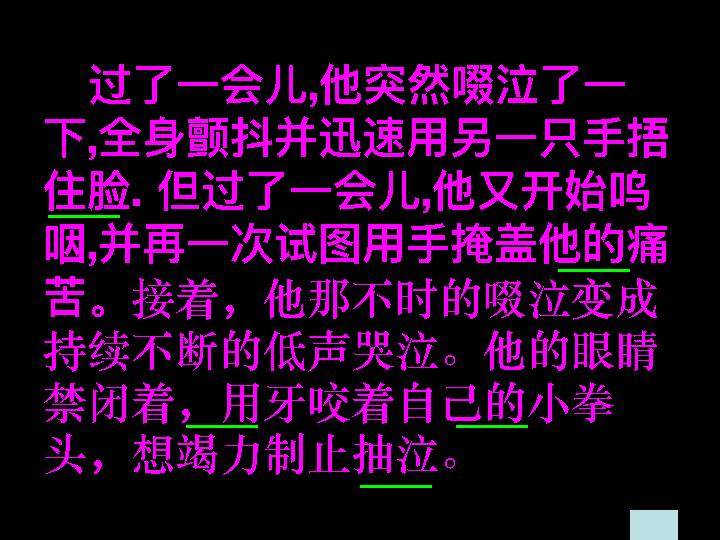 过了一会儿,他突然啜泣了一
下,全身颤抖并迅速用另一只手捂
住脸. 但过了一会儿,他又开始呜
咽,并再一次试图用手掩盖他的痛
苦。接着，他那不时的啜泣变成
持续不断的低声哭泣。他的眼睛
禁闭着，用牙咬着自己的小拳
头，想竭力制止抽泣。